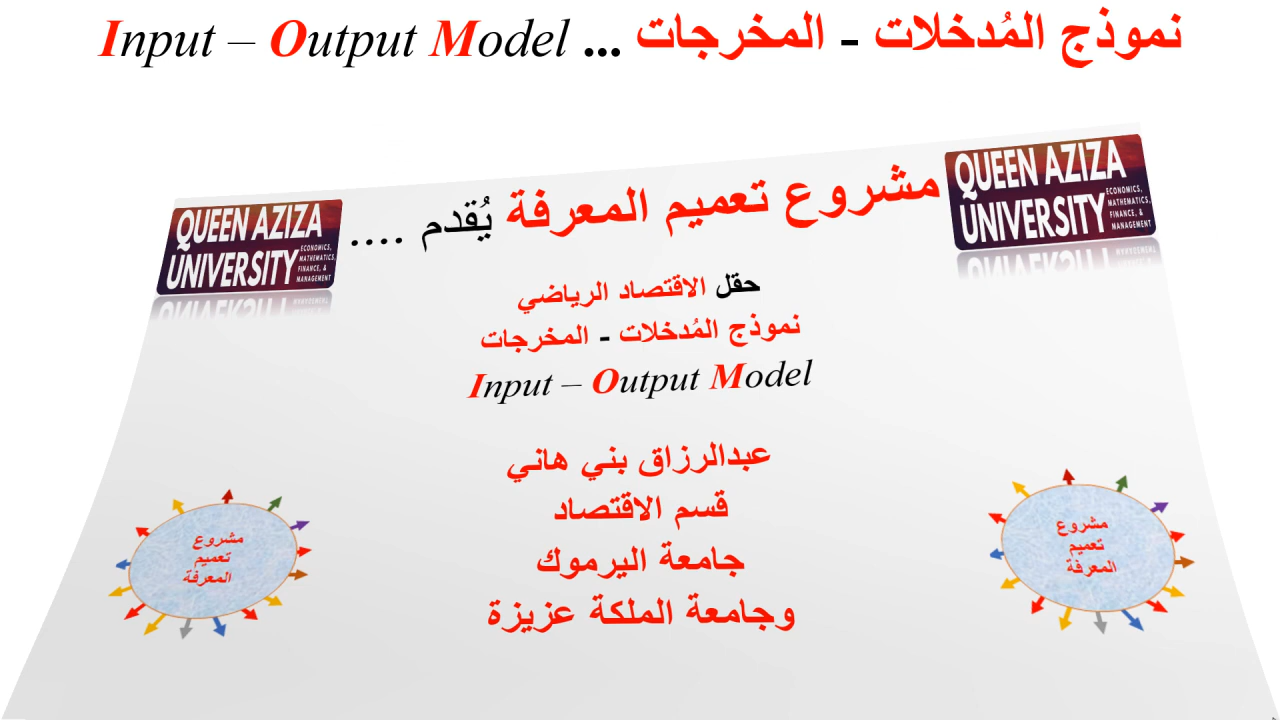 نموذج المُدخلات - المخرجات ... Input – Output Model
مشروع تعميم المعرفة يُقدم ....
QUEEN AZIZA
UNIVERSITY
ECONOMICS,
MATHEMATICS,
FINANCE, &
MANAGEMENT
QUEEN AZIZA
UNIVERSITY
ECONOMICS,
MATHEMATICS,
FINANCE, &
MANAGEMENT
حقل الاقتصاد الرياضي
نموذج المُدخلات - المخرجات
Input – Output Model
عبدالرزاق بني هاني
قسم الاقتصاد
جامعة اليرموك
وجامعة الملكة عزيزة
مشروع
تعميم
المعرفة
مشروع
تعميم
المعرفة